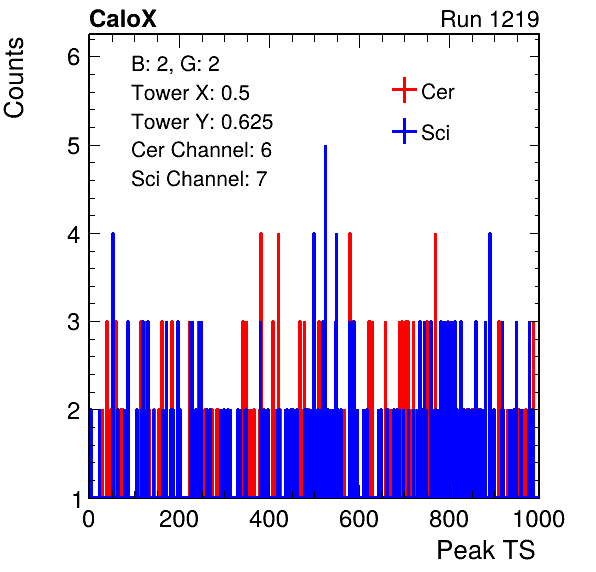 CaloX Run 1219
Counts
B: 2, G: 2
Tower X: 0.5
Tower Y: 0.625
Cer Channel: 6
Sci Channel: 7
Cer
Sci
6
5
4
3
2
1
0 200 400 600 800 1000
Peak TS